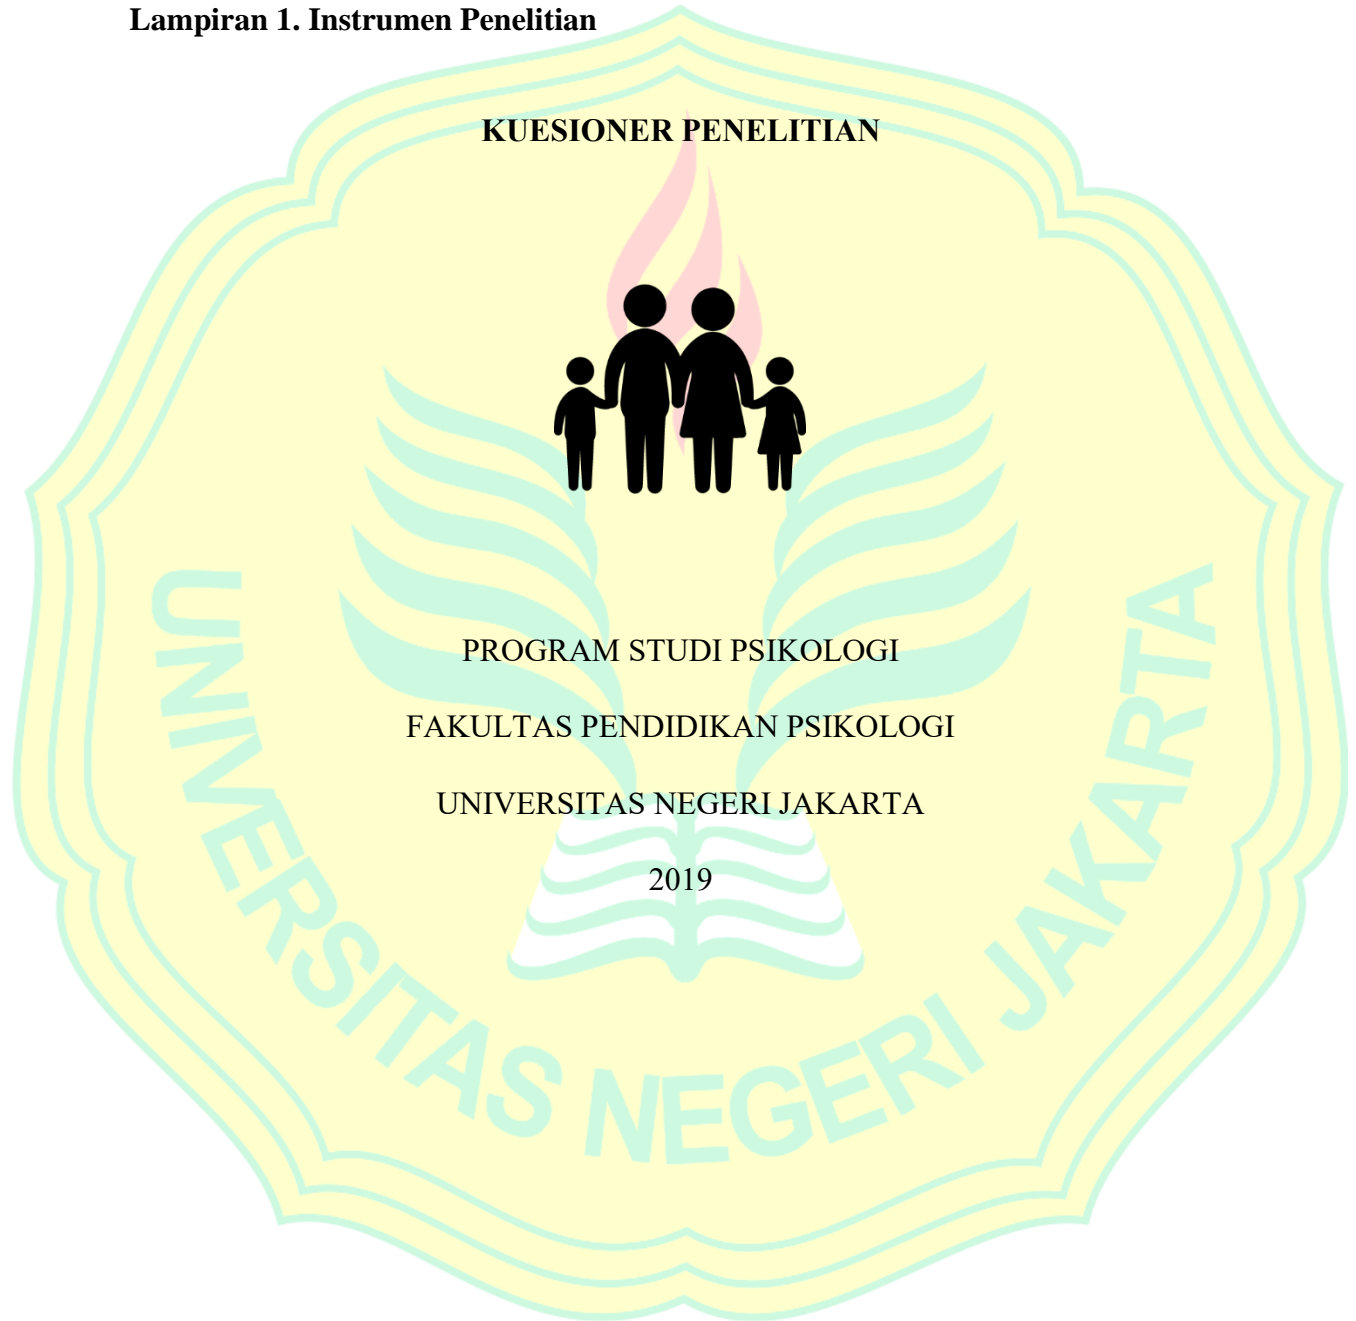 Lampiran 1. Instrumen Penelitian
KUESIONER PENELITIAN
PROGRAM STUDI PSIKOLOGI
FAKULTAS PENDIDIKAN PSIKOLOGI
UNIVERSITAS NEGERI JAKARTA
2019
UNIVERSITAS NEGERI JAKARTA